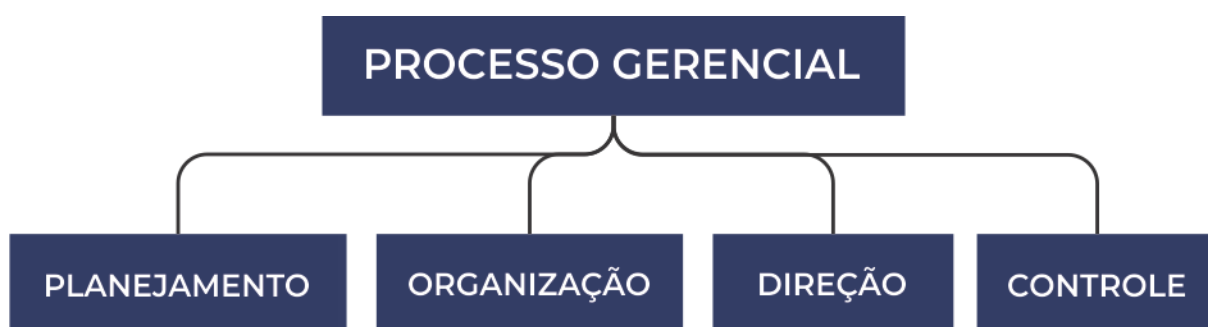 PROCESSO GERENCIAL
PLANEJAMENTO
ORGANIZAÇÃO
DIREÇÃO
CONTROLE